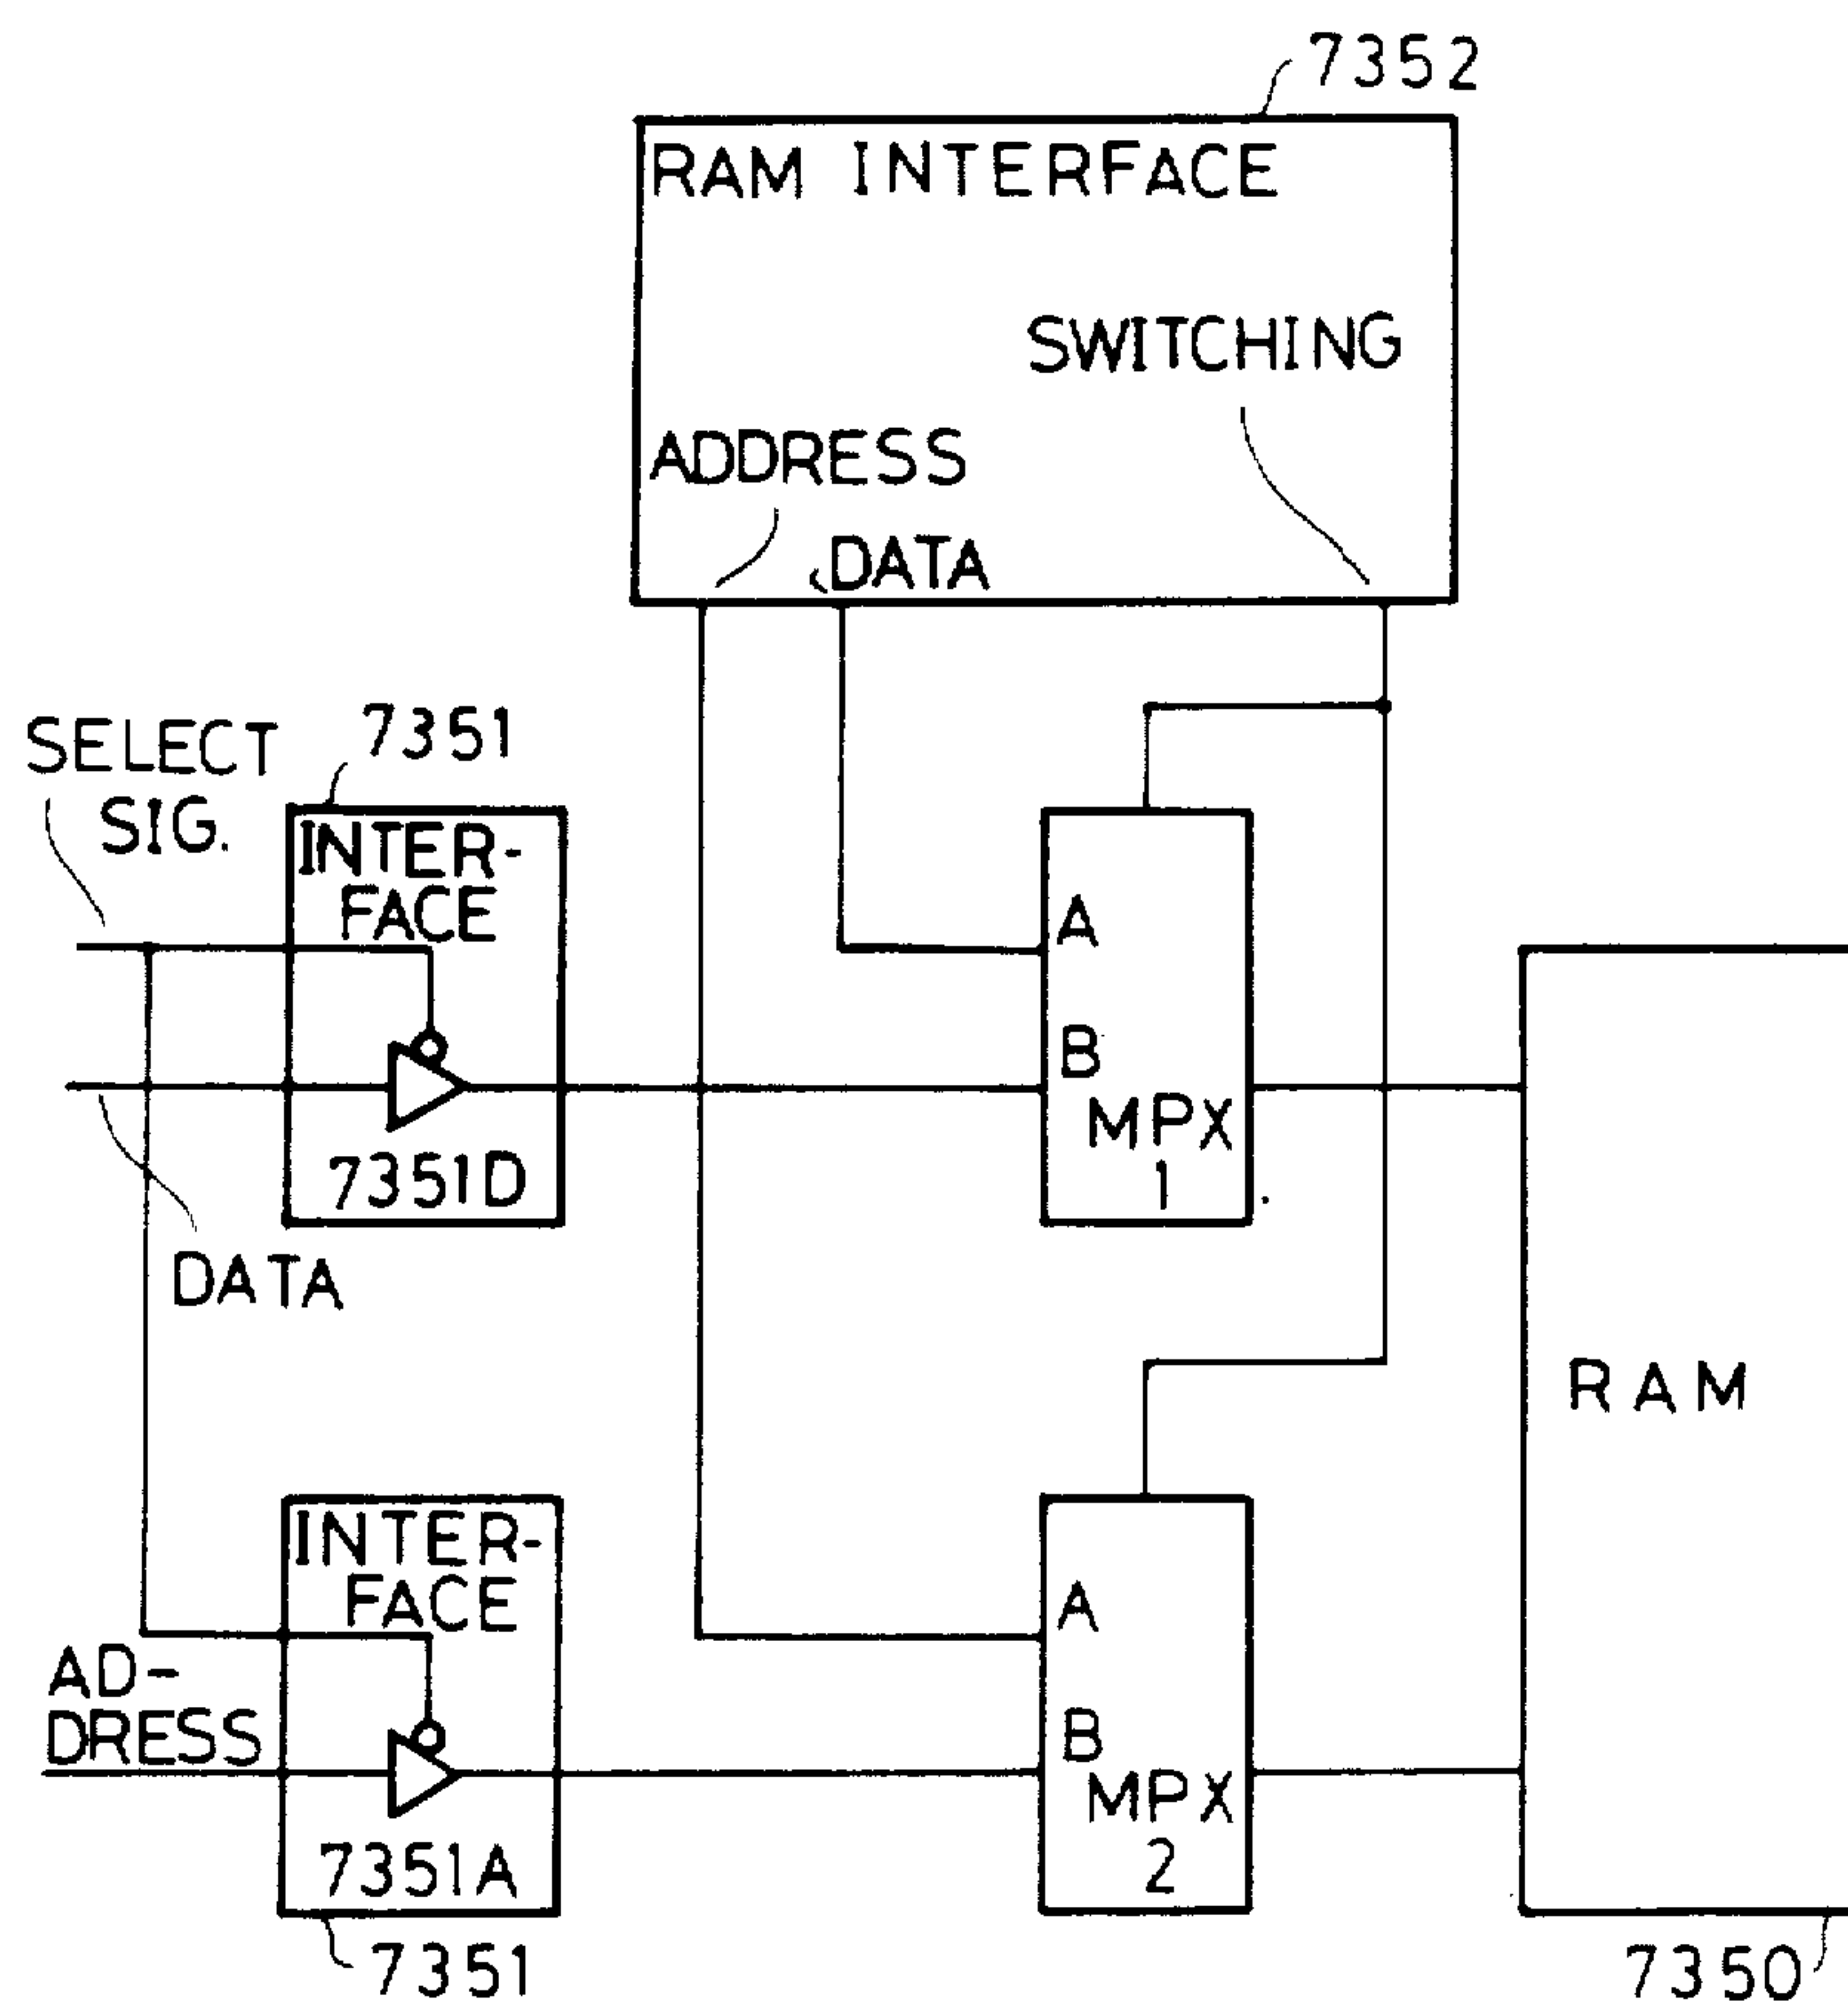 7352
RAM INTERFACE
SWITCHING
ADDRESS
DATA
SELECT
SIG.
7351
INTER-
FACE
7351D
DATA
A
B
MPX
1
RAM
INTER-
FACE
AD-
DRESS
7351A
7351
A
B
MPX
2
7350